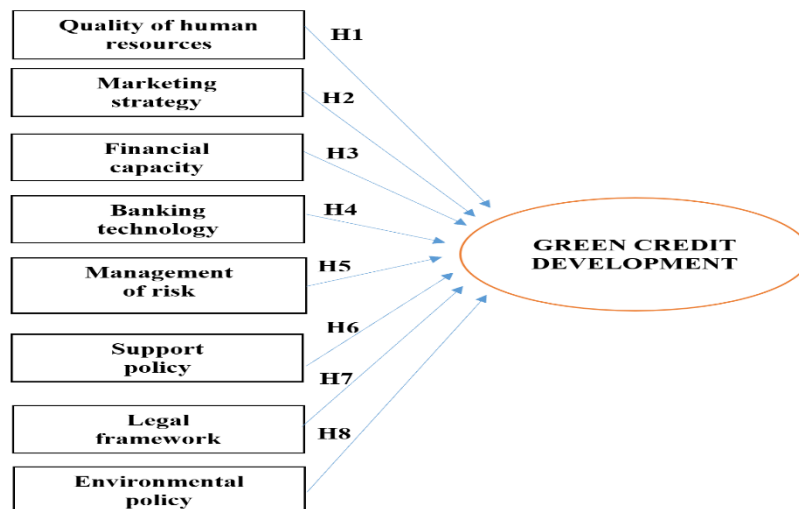 Quality of human
resources
H1
Marketing
strategy
H2
Financial
capacity
H3
Banking
technology
H4
Management
of risk
H5
Support
policy
H6
Legal
framework
H7
Environmental
policy
H8
GREEN CREDIT
DEVELOPMENT